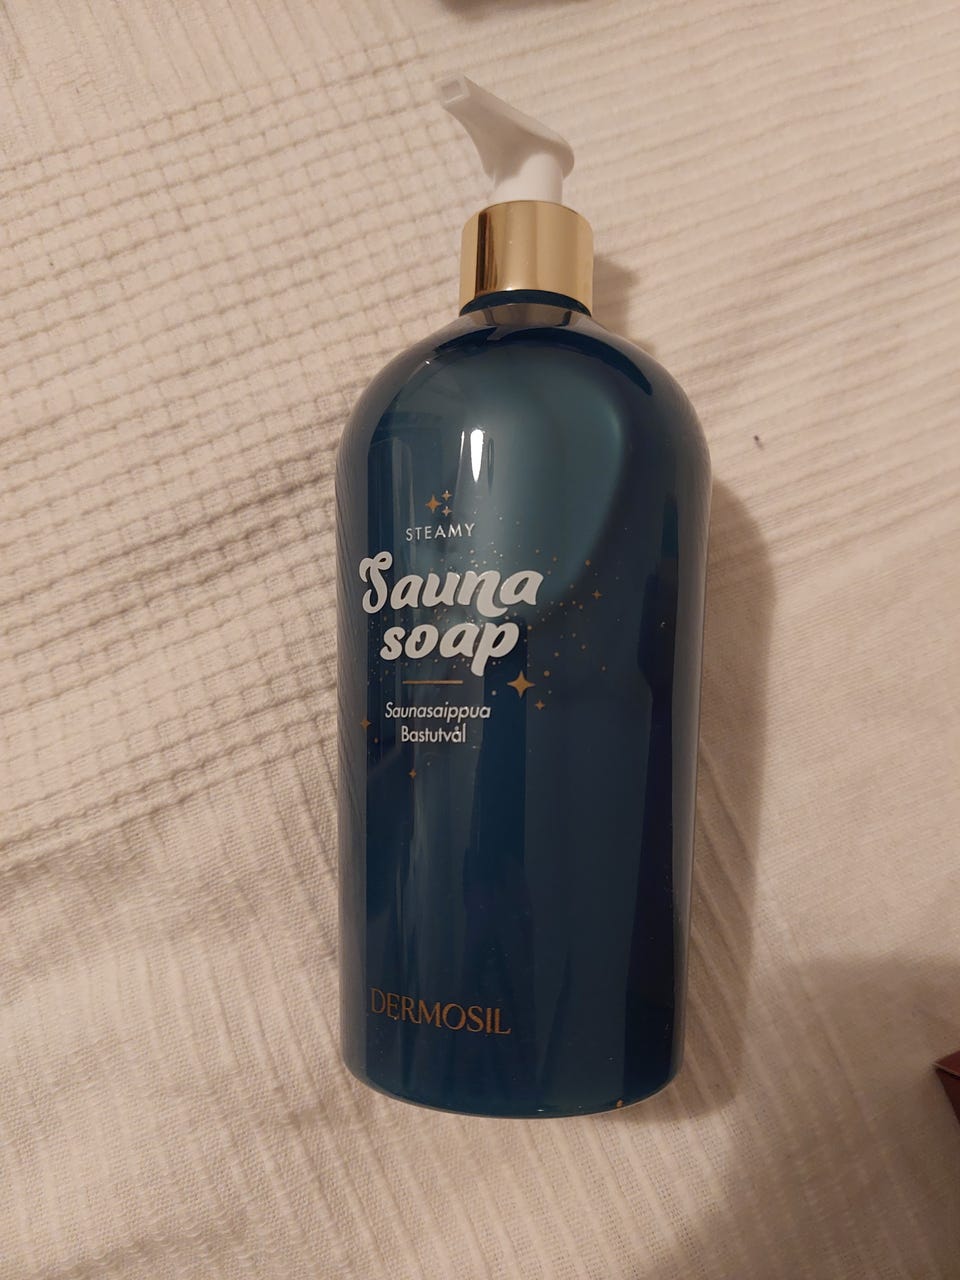 STEAMY
Sauna
soap
Saunasaippua
Bastutvål
DERMOSIL